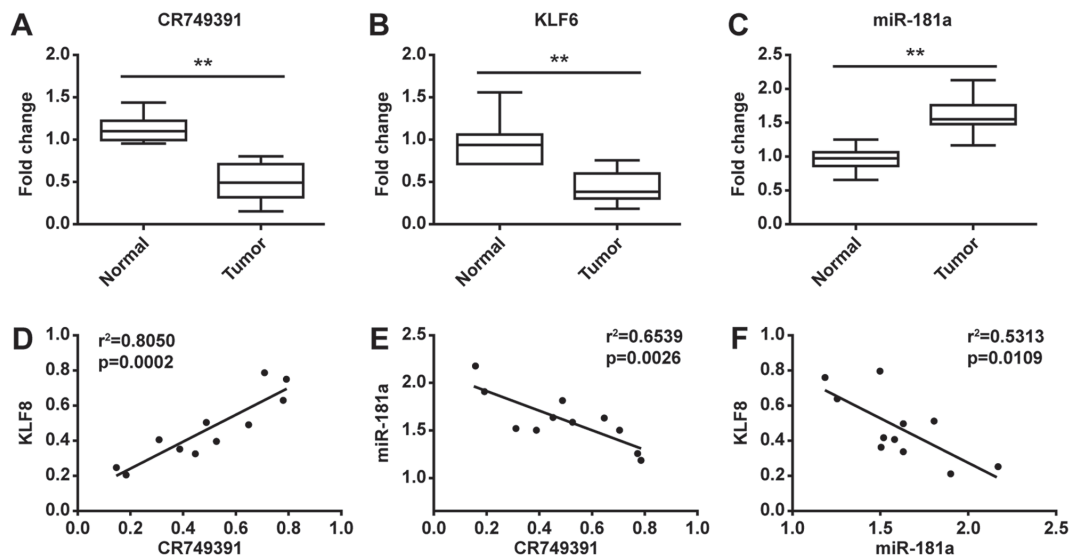 A
CR749391
Fold change
2.0
1.5
1.0
0.5
0.0
**
Normal
Tumor
B
KLF6
Fold change
2.0
1.5
1.0
0.5
0.0
**
Normal
Tumor
C
miR-181a
Fold change
2.5
2.0
1.5
1.0
0.5
0.0
**
Normal
Tumor
D
r²=0.8050
p=0.0002
KLF8
1.0
0.8
0.6
0.4
0.2
0.0
0.0 0.2 0.4 0.6 0.8 1.0
CR749391
E
r²=0.6539
p=0.0026
miR-181a
2.5
2.0
1.5
1.0
0.0 0.2 0.4 0.6 0.8 1.0
CR749391
F
r²=0.5313
p=0.0109
KLF8
1.0
0.8
0.6
0.4
0.2
0.0
1.0 1.5 2.0 2.5
miR-181a